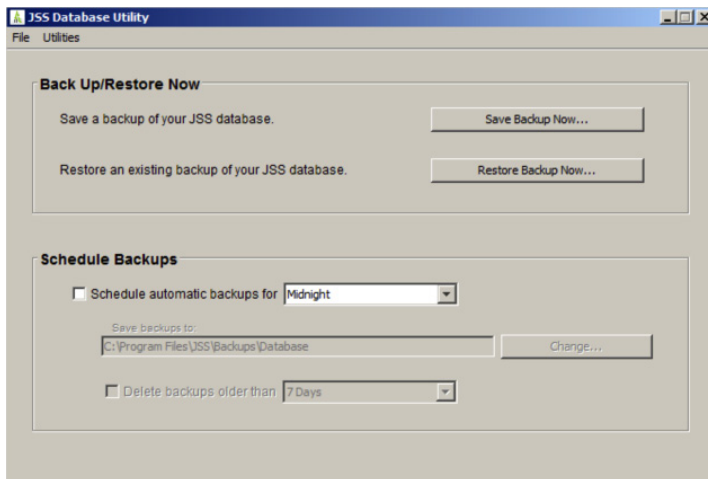 JSS Database Utility
File Utilities
Back Up/Restore Now
Save a backup of your JSS database. Save Backup Now...
Restore an existing backup of your JSS database. Restore Backup Now...
Schedule Backups
Schedule automatic backups for Midnight
Save backups to:
C:\Program Files\JSS\Backups\Database Change...
Delete backups older than 7 Days